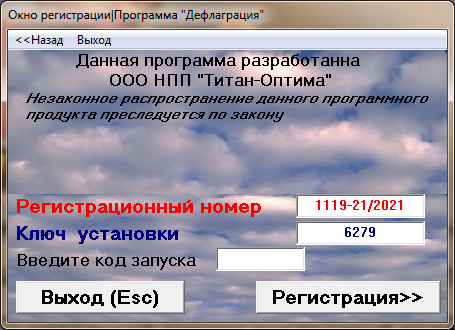 Окно регистрации|Программа "Дефлаграция"
<<Назад Выход
Данная программа разработанна
ООО НПП "Титан-Оптима"
Незаконное распространение данного программного
продукта преследуется по закону
Регистрационный номер 1119-21/2021
Ключ установки 6279
Введите код запуска
Выход (Esc) Регистрация>>